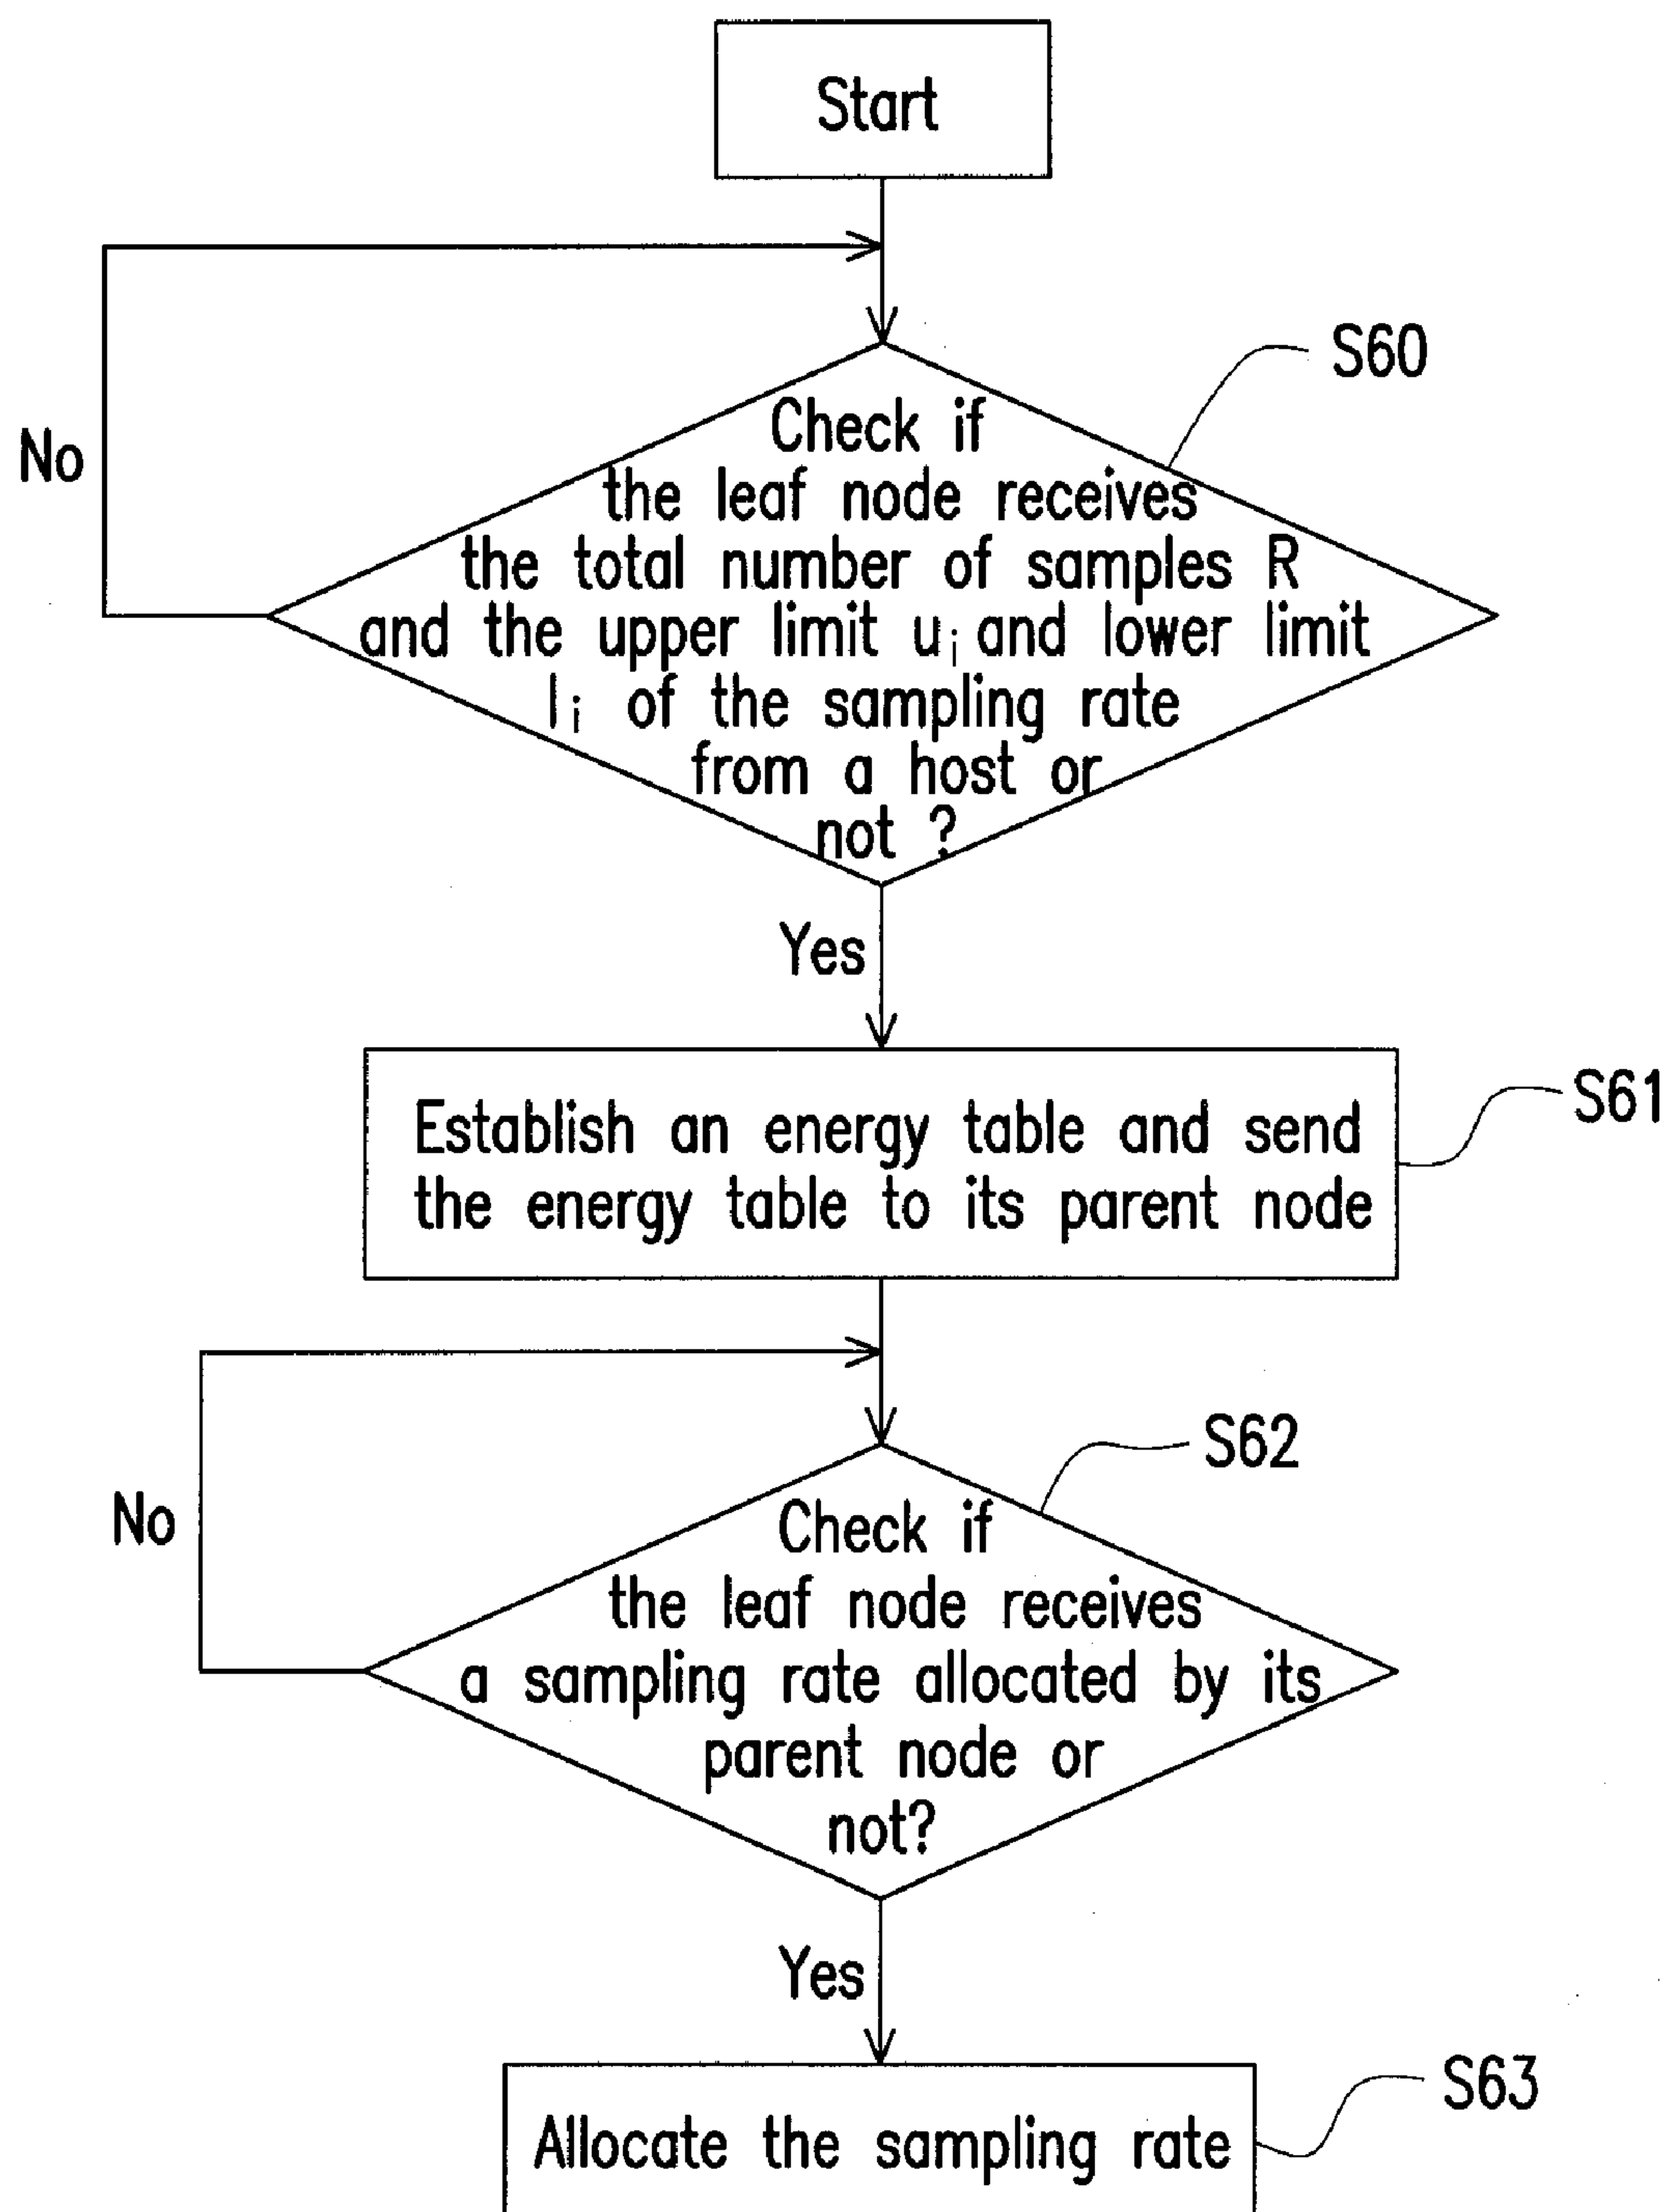 Start
S60
No
Check if
the leaf node receives
the total number of samples R
and the upper limit uᵢ and lower limit
lᵢ of the sampling rate
from a host or
not ?
Yes
Establish an energy table and send
the energy table to its parent node
S61
S62
No
Check if
the leaf node receives
a sampling rate allocated by its
parent node or
not?
Yes
S63
Allocate the sampling rate